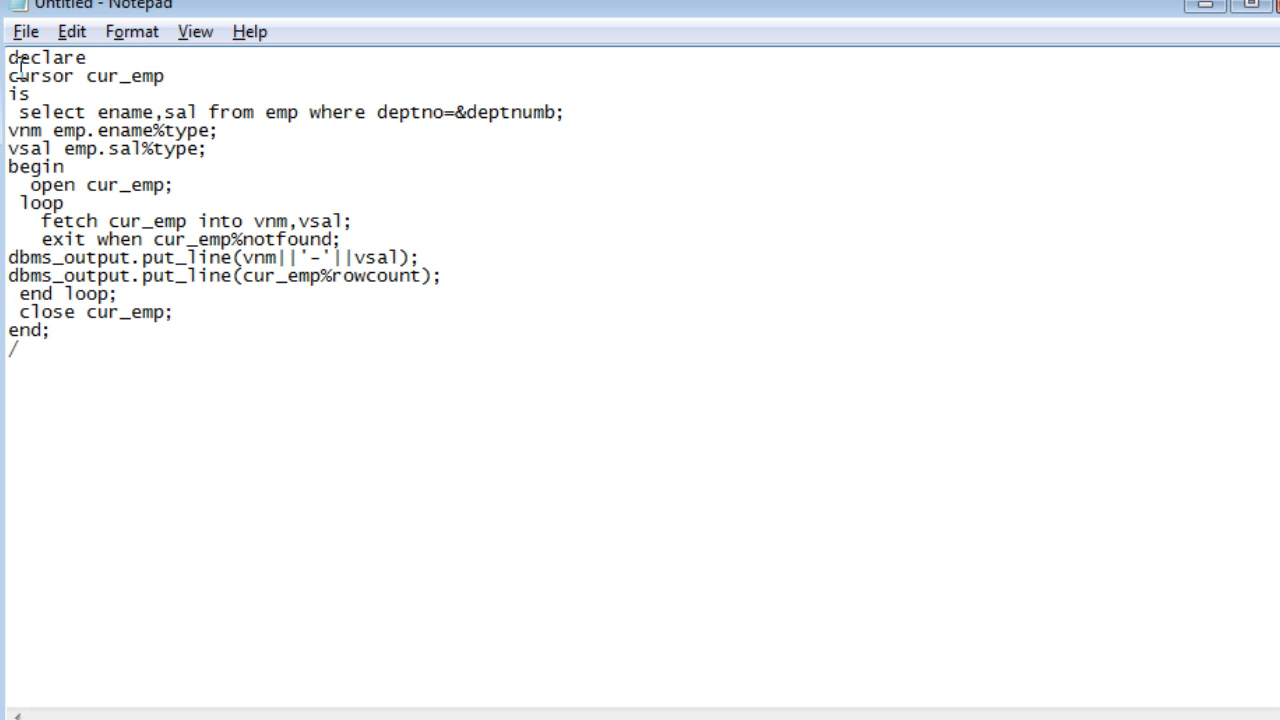 Untitled - Notepad
File Edit Format View Help
declare
cursor cur_emp
is
 select ename,sal from emp where deptno=&deptnumb;
vnm emp.ename%type;
vsal emp.sal%type;
begin
  open cur_emp;
 loop
   fetch cur_emp into vnm,vsal;
   exit when cur_emp%notfound;
dbms_output.put_line(vnm||'-'||vsal);
dbms_output.put_line(cur_emp%rowcount);
 end loop;
 close cur_emp;
end;
/